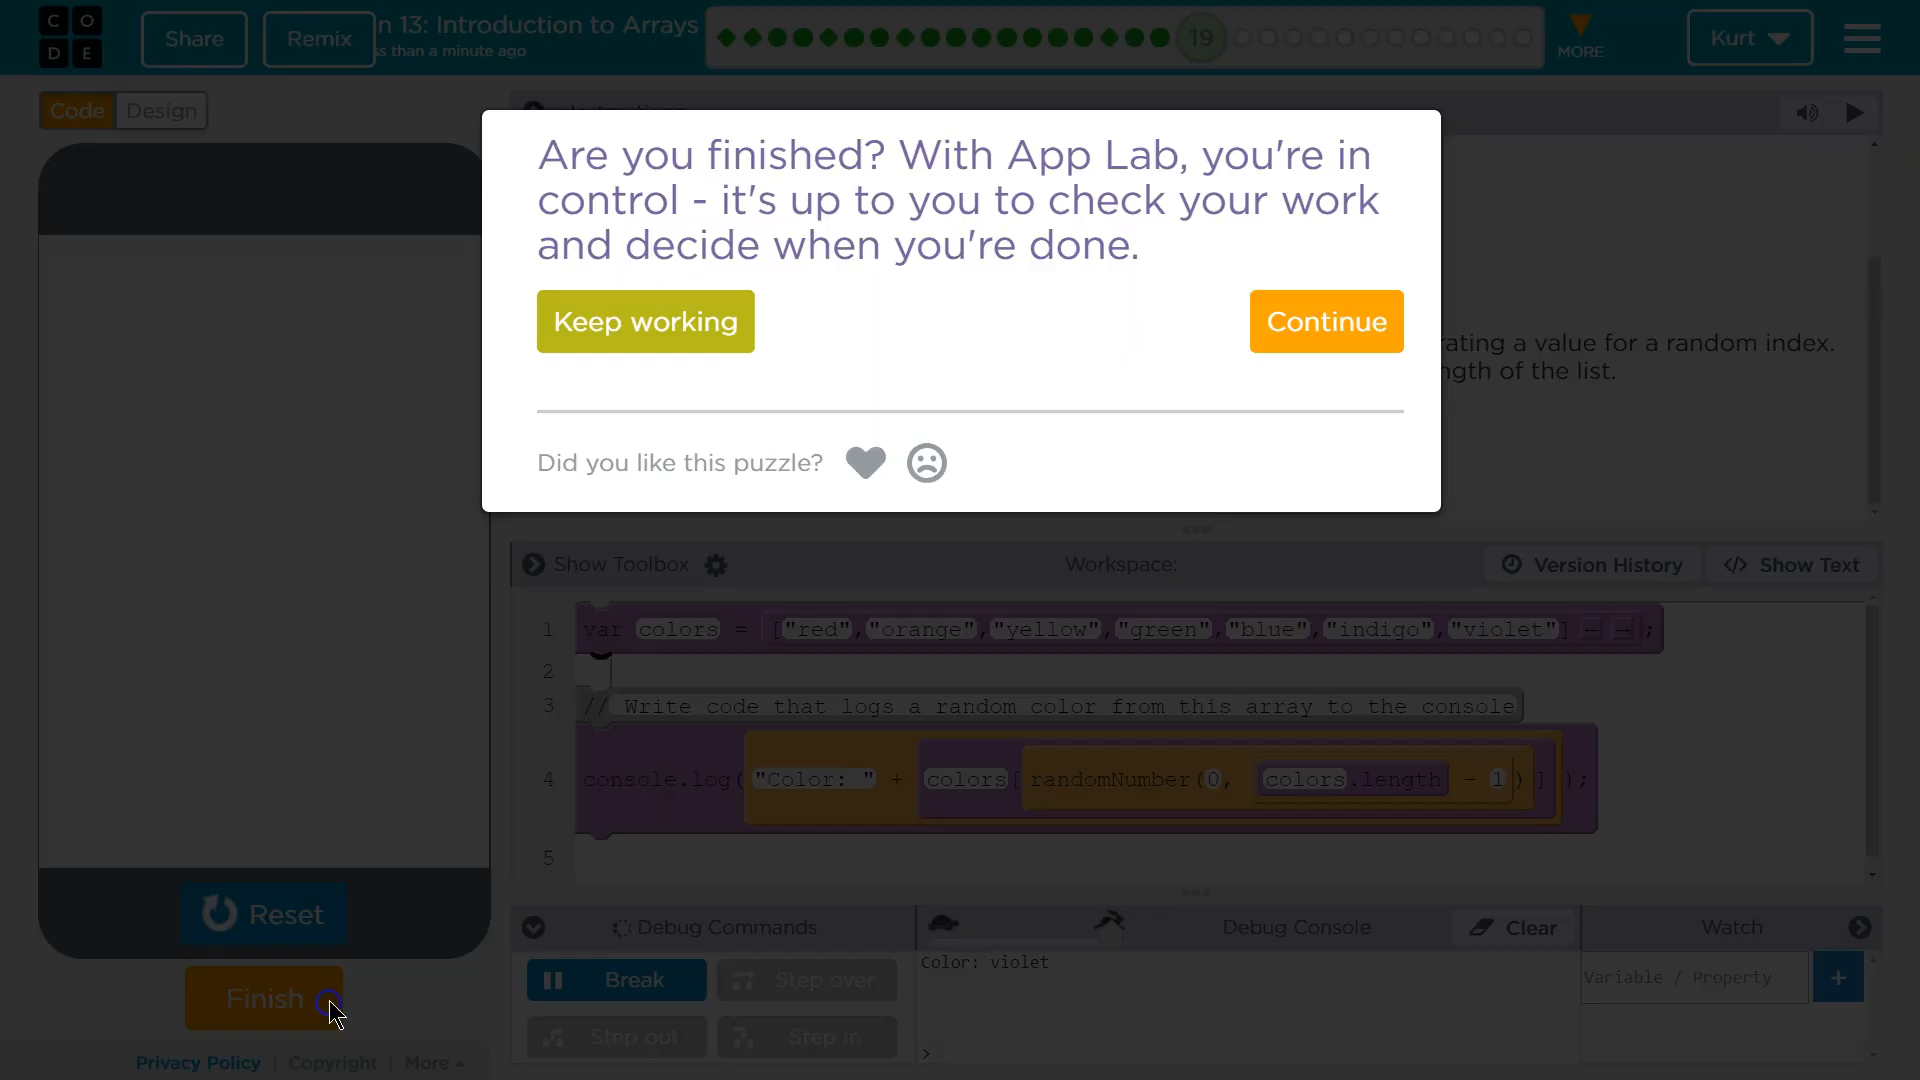 C O
D E
Share
Remix
n 13: Introduction to Arrays
ss than a minute ago
19
MORE
Kurt
Code
Design
Are you finished? With App Lab, you're in
control - it's up to you to check your work
and decide when you're done.
Keep working
Continue
Did you like this puzzle?
rating a value for a random index.
ngth of the list.
Show Toolbox
Workspace:
Version History
</> Show Text
1 var colors = ["red","orange","yellow","green","blue","indigo","violet"] ← → ;
2
3 // Write code that logs a random color from this array to the console
4 console.log("Color: " + colors[randomNumber(0, colors.length - 1)]);
5
Reset
Finish
Debug Commands
Debug Console
Clear
Watch
Break
Step over
Step out
Step in
Color: violet
>
Variable / Property
+
Privacy Policy | Copyright | More